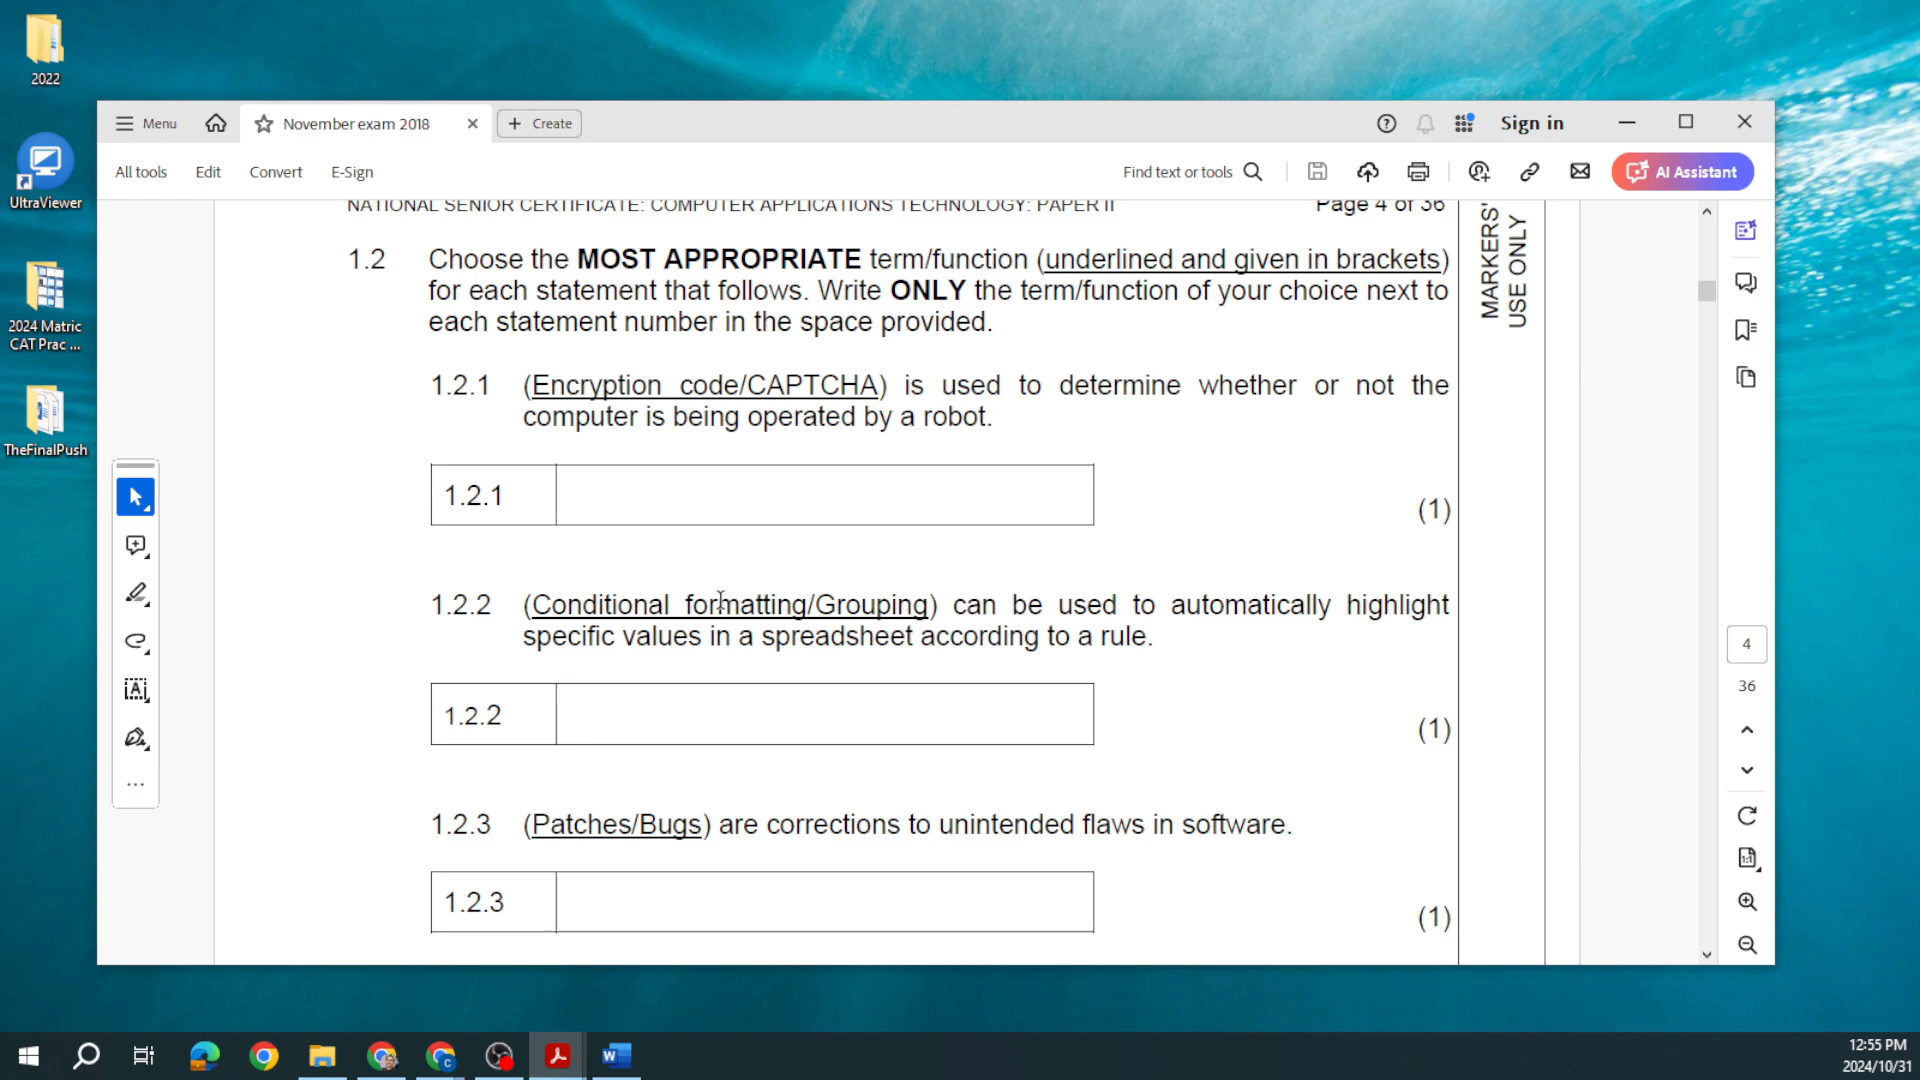 2022
UltraViewer
2024 Matric
CAT Prac ...
TheFinalPush
Menu
November exam 2018
Create
Sign in
All tools
Edit
Convert
E-Sign
Find text or tools
AI Assistant
NATIONAL SENIOR CERTIFICATE: COMPUTER APPLICATIONS TECHNOLOGY: PAPER II
Page 4 of 36
MARKERS'
USE ONLY
1.2 Choose the MOST APPROPRIATE term/function (underlined and given in brackets)
for each statement that follows. Write ONLY the term/function of your choice next to
each statement number in the space provided.
1.2.1 (Encryption code/CAPTCHA) is used to determine whether or not the
computer is being operated by a robot.
1.2.1
(1)
1.2.2 (Conditional formatting/Grouping) can be used to automatically highlight
specific values in a spreadsheet according to a rule.
1.2.2
(1)
1.2.3 (Patches/Bugs) are corrections to unintended flaws in software.
1.2.3
(1)
4
36
12:55 PM
2024/10/31